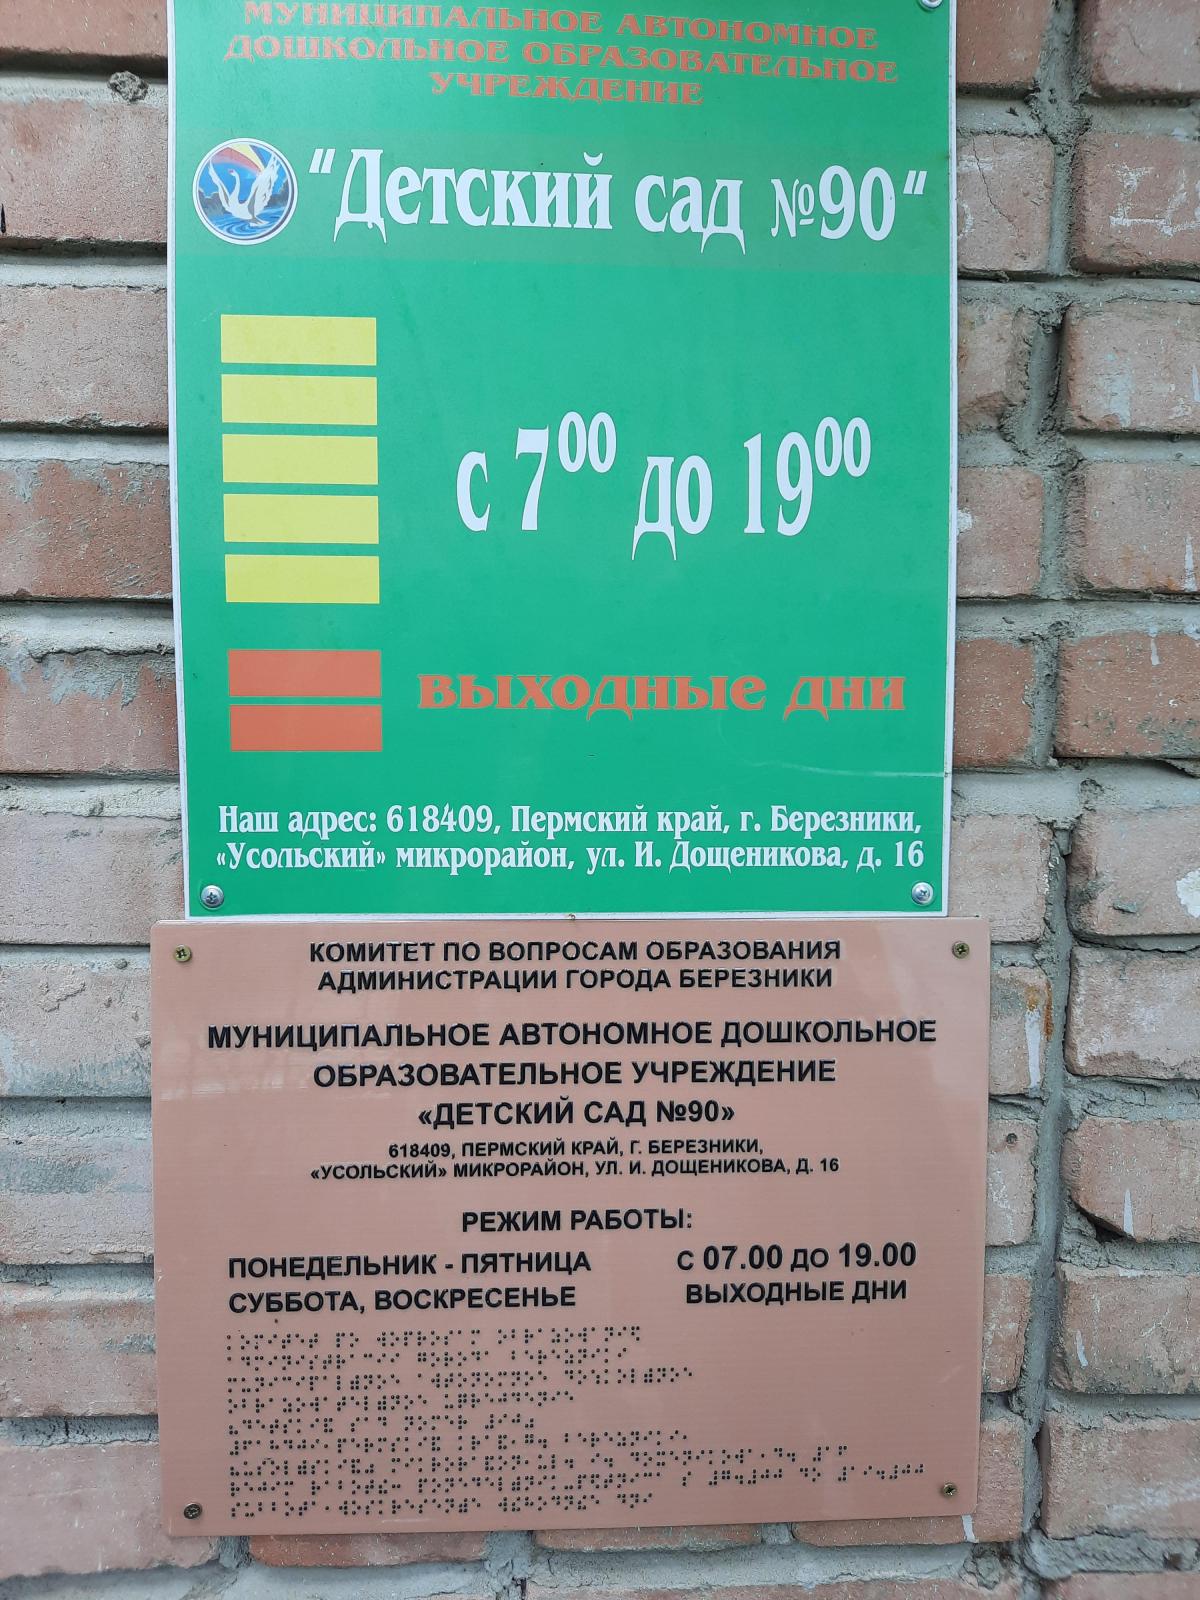 МУНИЦИПАЛЬНОЕ АВТОНОМНОЕ
ДОШКОЛЬНОЕ ОБРАЗОВАТЕЛЬНОЕ
УЧРЕЖДЕНИЕ
"Детский сад №90"
с 7⁰⁰ до 19⁰⁰
выходные дни
Наш адрес: 618409, Пермский край, г. Березники,
«Усольский» микрорайон, ул. И. Дощеникова, д. 16
КОМИТЕТ ПО ВОПРОСАМ ОБРАЗОВАНИЯ
АДМИНИСТРАЦИИ ГОРОДА БЕРЕЗНИКИ
МУНИЦИПАЛЬНОЕ АВТОНОМНОЕ ДОШКОЛЬНОЕ
ОБРАЗОВАТЕЛЬНОЕ УЧРЕЖДЕНИЕ
«ДЕТСКИЙ САД №90»
618409, ПЕРМСКИЙ КРАЙ, Г. БЕРЕЗНИКИ,
«УСОЛЬСКИЙ» МИКРОРАЙОН, УЛ. И. ДОЩЕНИКОВА, Д. 16
РЕЖИМ РАБОТЫ:
ПОНЕДЕЛЬНИК - ПЯТНИЦА С 07.00 ДО 19.00
СУББОТА, ВОСКРЕСЕНЬЕ ВЫХОДНЫЕ ДНИ